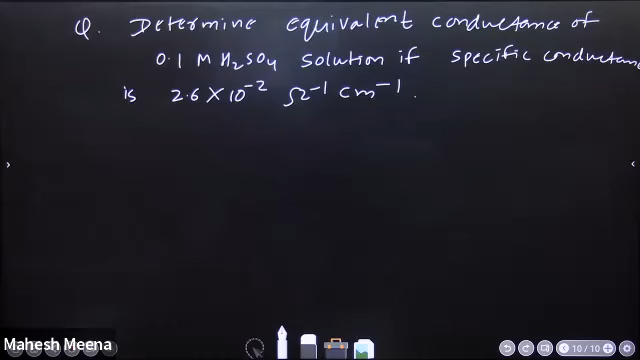 Q. Determine equivalent conductance of
0.1 M H₂SO₄ solution if specific conductan
is 2.6 × 10⁻² Ω⁻¹ cm⁻¹.
Mahesh Meena
10 / 10